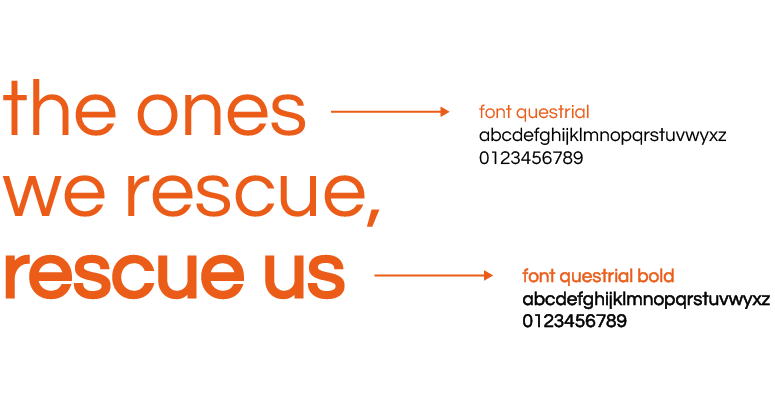 the ones
we rescue,
rescue us
font questrial
abcdefghijklmnopqrstuvwyxz
0123456789
font questrial bold
abcdefghijklmnopqrstuvwyxz
0123456789